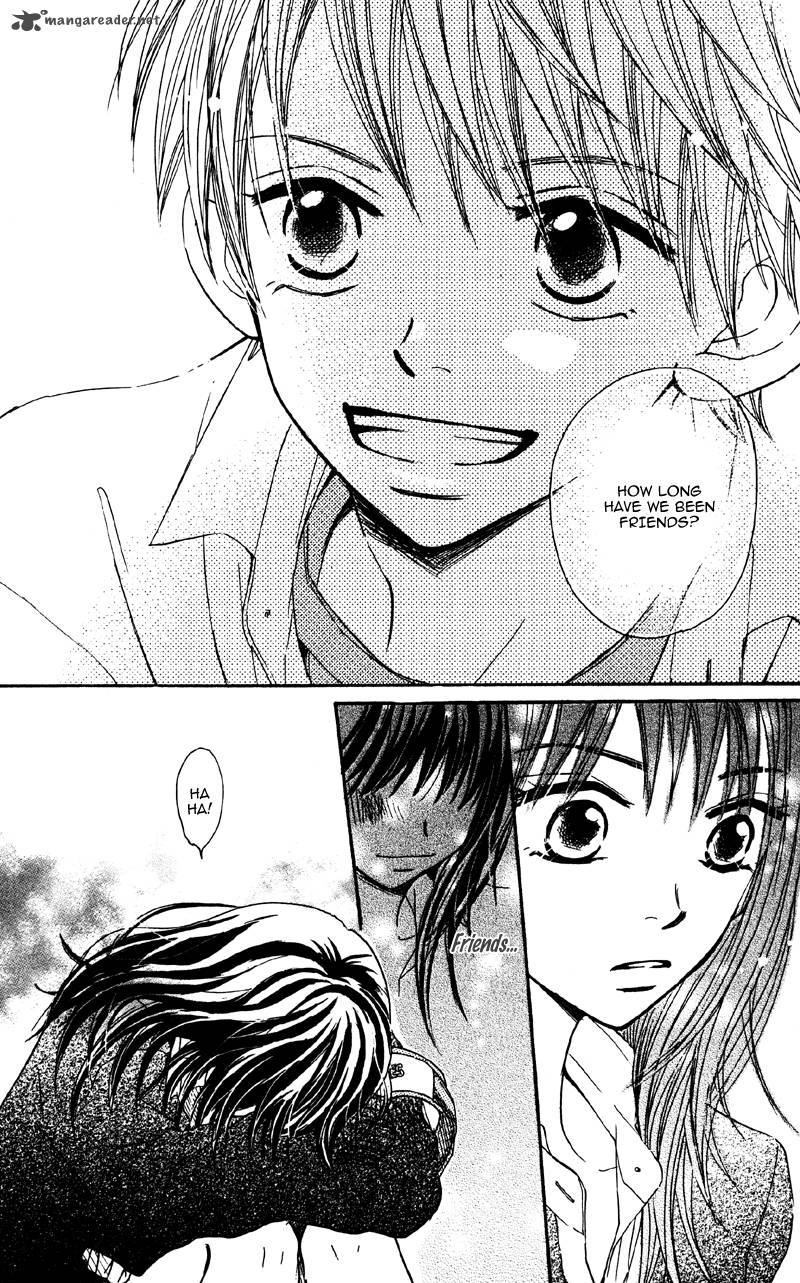 mangareader.net
HOW LONG
HAVE WE BEEN
FRIENDS?
Friends...
HA
HA!